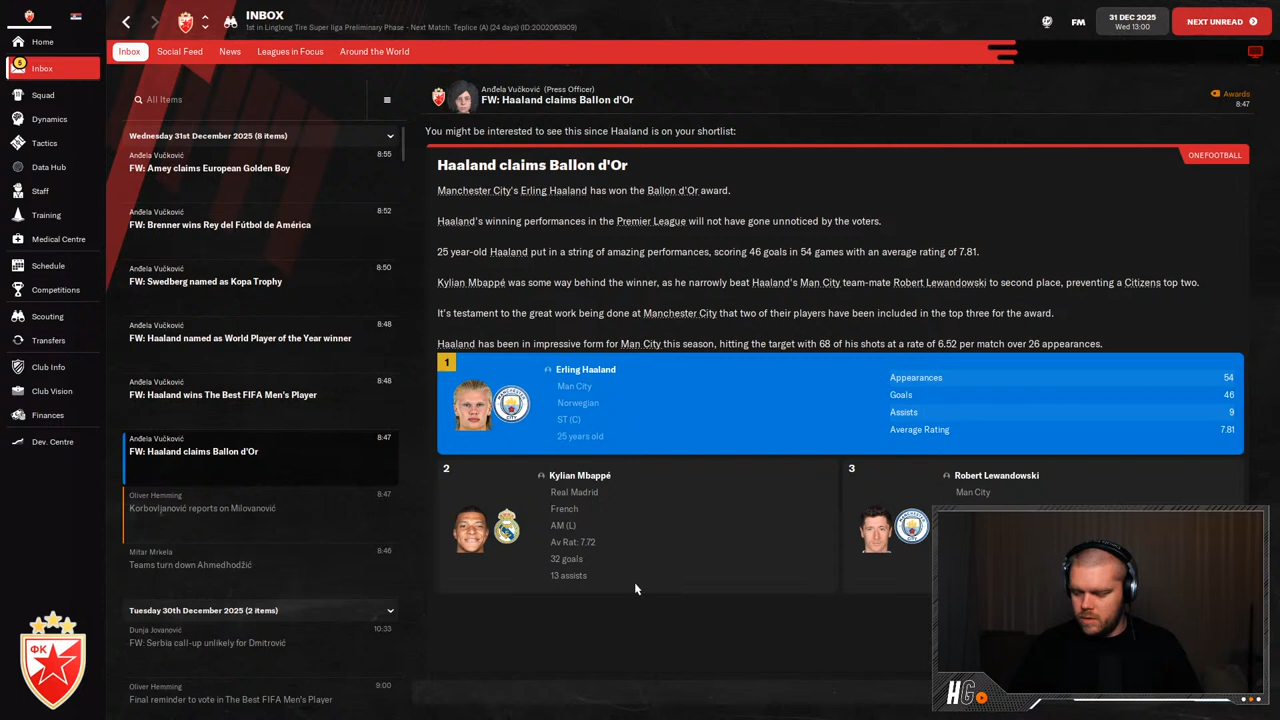 INBOX
1st in Linglong Tire Super liga Preliminary Phase - Next Match: Teplice (A) (24 days) (ID:2002063909)
FM
31 DEC 2025
Wed 13:00
NEXT UNREAD
Home
5
Inbox
Squad
Dynamics
Tactics
Data Hub
Staff
Training
Medical Centre
Schedule
Competitions
Scouting
Transfers
Club Info
Club Vision
Finances
Dev. Centre
ФК
Inbox
Social Feed
News
Leagues in Focus
Around the World
All Items
Wednesday 31st December 2025 (8 items)
Anđela Vučković 8:55
FW: Amey claims European Golden Boy
Anđela Vučković 8:52
FW: Brenner wins Rey del Fútbol de América
Anđela Vučković 8:50
FW: Swedberg named as Kopa Trophy
Anđela Vučković 8:48
FW: Haaland named as World Player of the Year winner
Anđela Vučković 8:48
FW: Haaland wins The Best FIFA Men's Player
Anđela Vučković 8:47
FW: Haaland claims Ballon d'Or
Oliver Hemming 8:47
Korbovljanović reports on Milovanović
Mitar Mrkela 8:46
Teams turn down Ahmedhodžić
Tuesday 30th December 2025 (2 items)
Dunja Jovanović 10:33
FW: Serbia call-up unlikely for Dmitrović
Oliver Hemming 9:00
Final reminder to vote in The Best FIFA Men's Player
Anđela Vučković (Press Officer)
FW: Haaland claims Ballon d'Or
Awards
8:47
You might be interested to see this since Haaland is on your shortlist:
ONEFOOTBALL
Haaland claims Ballon d'Or
Manchester City's Erling Haaland has won the Ballon d'Or award.
Haaland's winning performances in the Premier League will not have gone unnoticed by the voters.
25 year-old Haaland put in a string of amazing performances, scoring 46 goals in 54 games with an average rating of 7.81.
Kylian Mbappé was some way behind the winner, as he narrowly beat Haaland's Man City team-mate Robert Lewandowski to second place, preventing a Citizens top two.
It's testament to the great work being done at Manchester City that two of their players have been included in the top three for the award.
Haaland has been in impressive form for Man City this season, hitting the target with 68 of his shots at a rate of 6.52 per match over 26 appearances.
1
Erling Haaland
Man City
Norwegian
ST (C)
25 years old
Appearances 54
Goals 46
Assists 9
Average Rating 7.81
2
Kylian Mbappé
Real Madrid
French
AM (L)
Av Rat: 7.72
32 goals
13 assists
3
Robert Lewandowski
Man City
HG